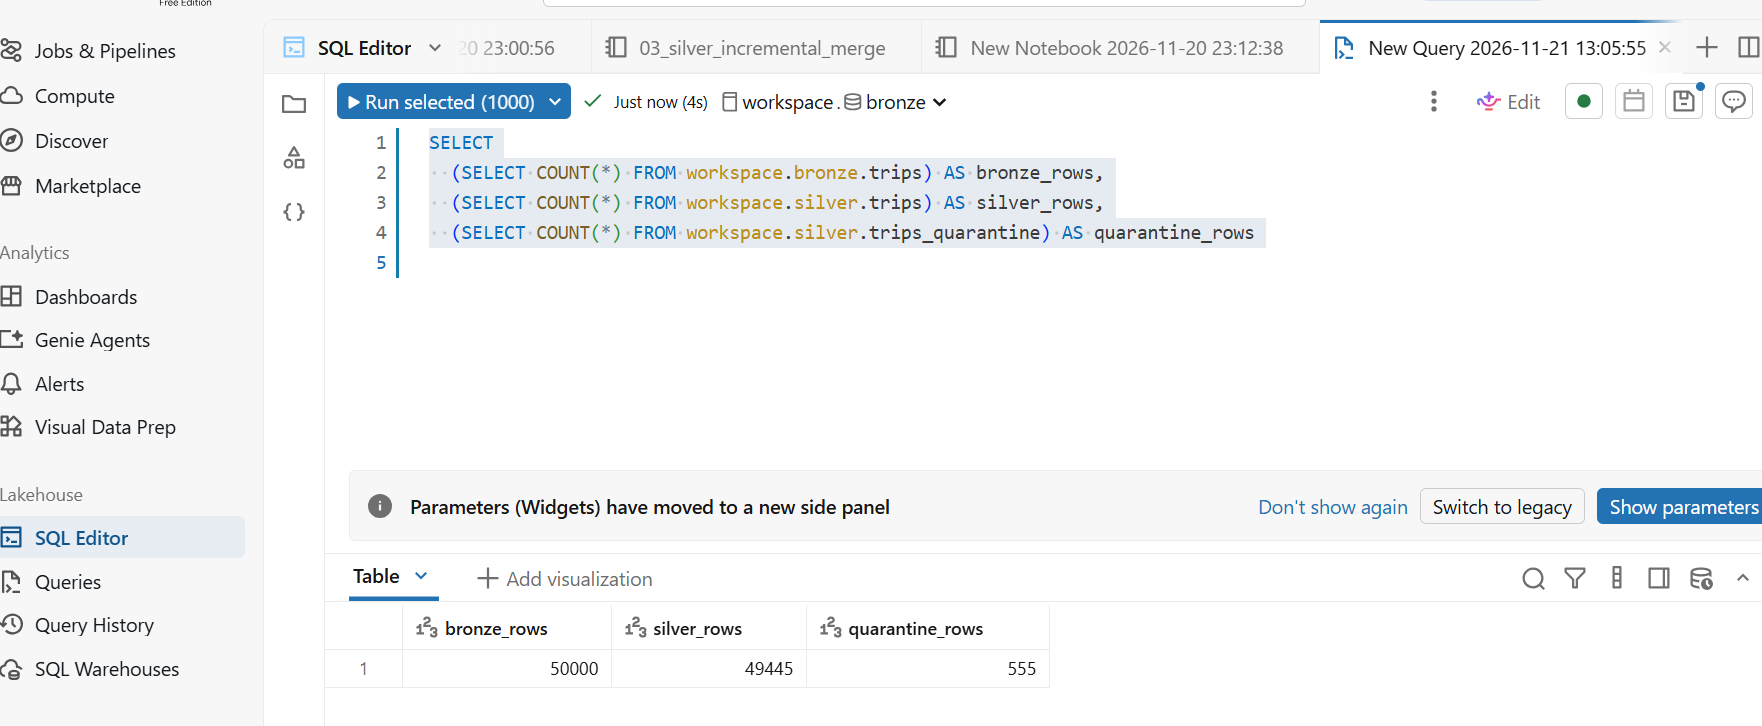 Free Edition
Jobs & Pipelines
Compute
Discover
Marketplace
Analytics
Dashboards
Genie Agents
Alerts
Visual Data Prep
Lakehouse
SQL Editor
Queries
Query History
SQL Warehouses
SQL Editor
20 23:00:56
03_silver_incremental_merge
New Notebook 2026-11-20 23:12:38
New Query 2026-11-21 13:05:55
Run selected (1000)
Just now (4s)
workspace.
bronze
Edit
1 SELECT
2 (SELECT COUNT(*) FROM workspace.bronze.trips) AS bronze_rows,
3 (SELECT COUNT(*) FROM workspace.silver.trips) AS silver_rows,
4 (SELECT COUNT(*) FROM workspace.silver.trips_quarantine) AS quarantine_rows
5
Parameters (Widgets) have moved to a new side panel
Don't show again
Switch to legacy
Show parameters
Table
Add visualization
bronze_rows silver_rows quarantine_rows
1 50000 49445 555